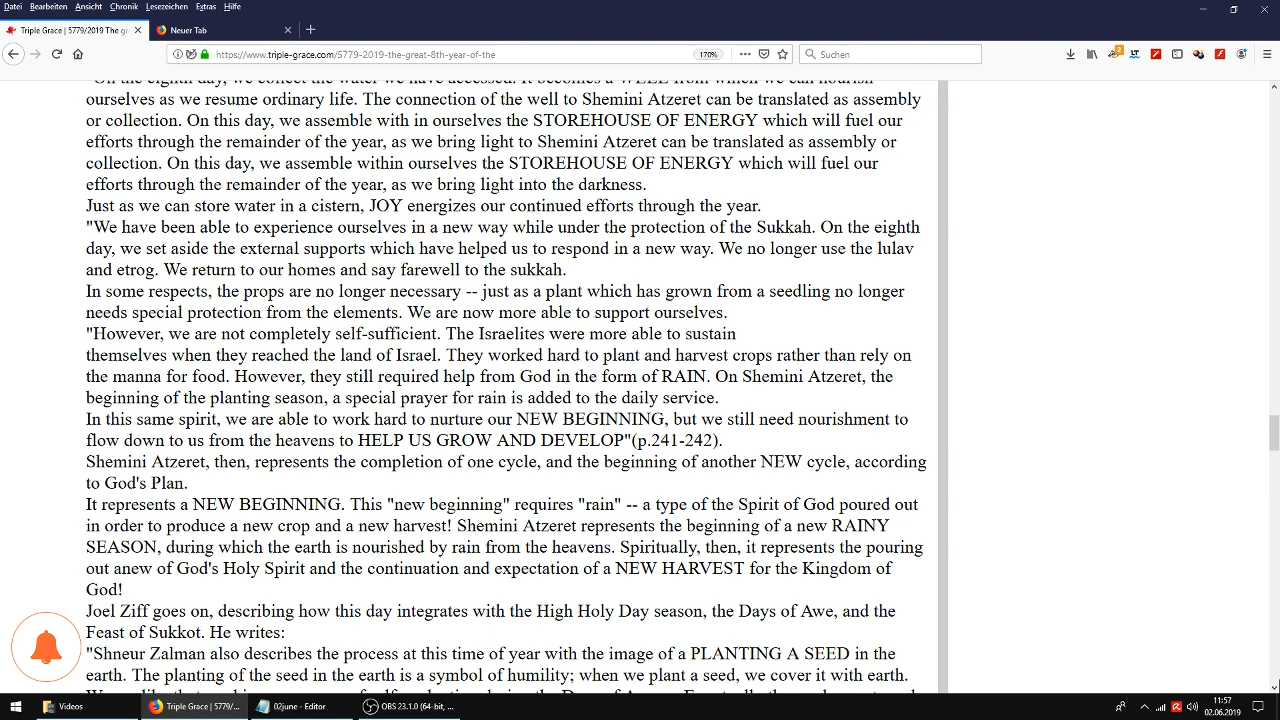 Datei Bearbeiten Ansicht Chronik Lesezeichen Extras Hilfe
Triple Grace | 5779/2019 The gr
Neuer Tab
https://www.triple-grace.com/5779-2019-the-great-8th-year-of-the
170%
Suchen
2
"On the eighth day, we collect the water we have accessed. It becomes a WELL from which we can nourish
ourselves as we resume ordinary life. The connection of the well to Shemini Atzeret can be translated as assembly
or collection. On this day, we assemble with in ourselves the STOREHOUSE OF ENERGY which will fuel our
efforts through the remainder of the year, as we bring light to Shemini Atzeret can be translated as assembly or
collection. On this day, we assemble within ourselves the STOREHOUSE OF ENERGY which will fuel our
efforts through the remainder of the year, as we bring light into the darkness.
Just as we can store water in a cistern, JOY energizes our continued efforts through the year.
"We have been able to experience ourselves in a new way while under the protection of the Sukkah. On the eighth
day, we set aside the external supports which have helped us to respond in a new way. We no longer use the lulav
and etrog. We return to our homes and say farewell to the sukkah.
In some respects, the props are no longer necessary -- just as a plant which has grown from a seedling no longer
needs special protection from the elements. We are now more able to support ourselves.
"However, we are not completely self-sufficient. The Israelites were more able to sustain
themselves when they reached the land of Israel. They worked hard to plant and harvest crops rather than rely on
the manna for food. However, they still required help from God in the form of RAIN. On Shemini Atzeret, the
beginning of the planting season, a special prayer for rain is added to the daily service.
In this same spirit, we are able to work hard to nurture our NEW BEGINNING, but we still need nourishment to
flow down to us from the heavens to HELP US GROW AND DEVELOP"(p.241-242).
Shemini Atzeret, then, represents the completion of one cycle, and the beginning of another NEW cycle, according
to God's Plan.
It represents a NEW BEGINNING. This "new beginning" requires "rain" -- a type of the Spirit of God poured out
in order to produce a new crop and a new harvest! Shemini Atzeret represents the beginning of a new RAINY
SEASON, during which the earth is nourished by rain from the heavens. Spiritually, then, it represents the pouring
out anew of God's Holy Spirit and the continuation and expectation of a NEW HARVEST for the Kingdom of
God!
Joel Ziff goes on, describing how this day integrates with the High Holy Day season, the Days of Awe, and the
Feast of Sukkot. He writes:
"Shneur Zalman also describes the process at this time of year with the image of a PLANTING A SEED in the
earth. The planting of the seed in the earth is a symbol of humility; when we plant a seed, we cover it with earth.
Videos
Triple Grace | 5779/...
02june - Editor
OBS 23.1.0 (64-bit, ...
11:57
02.06.2019